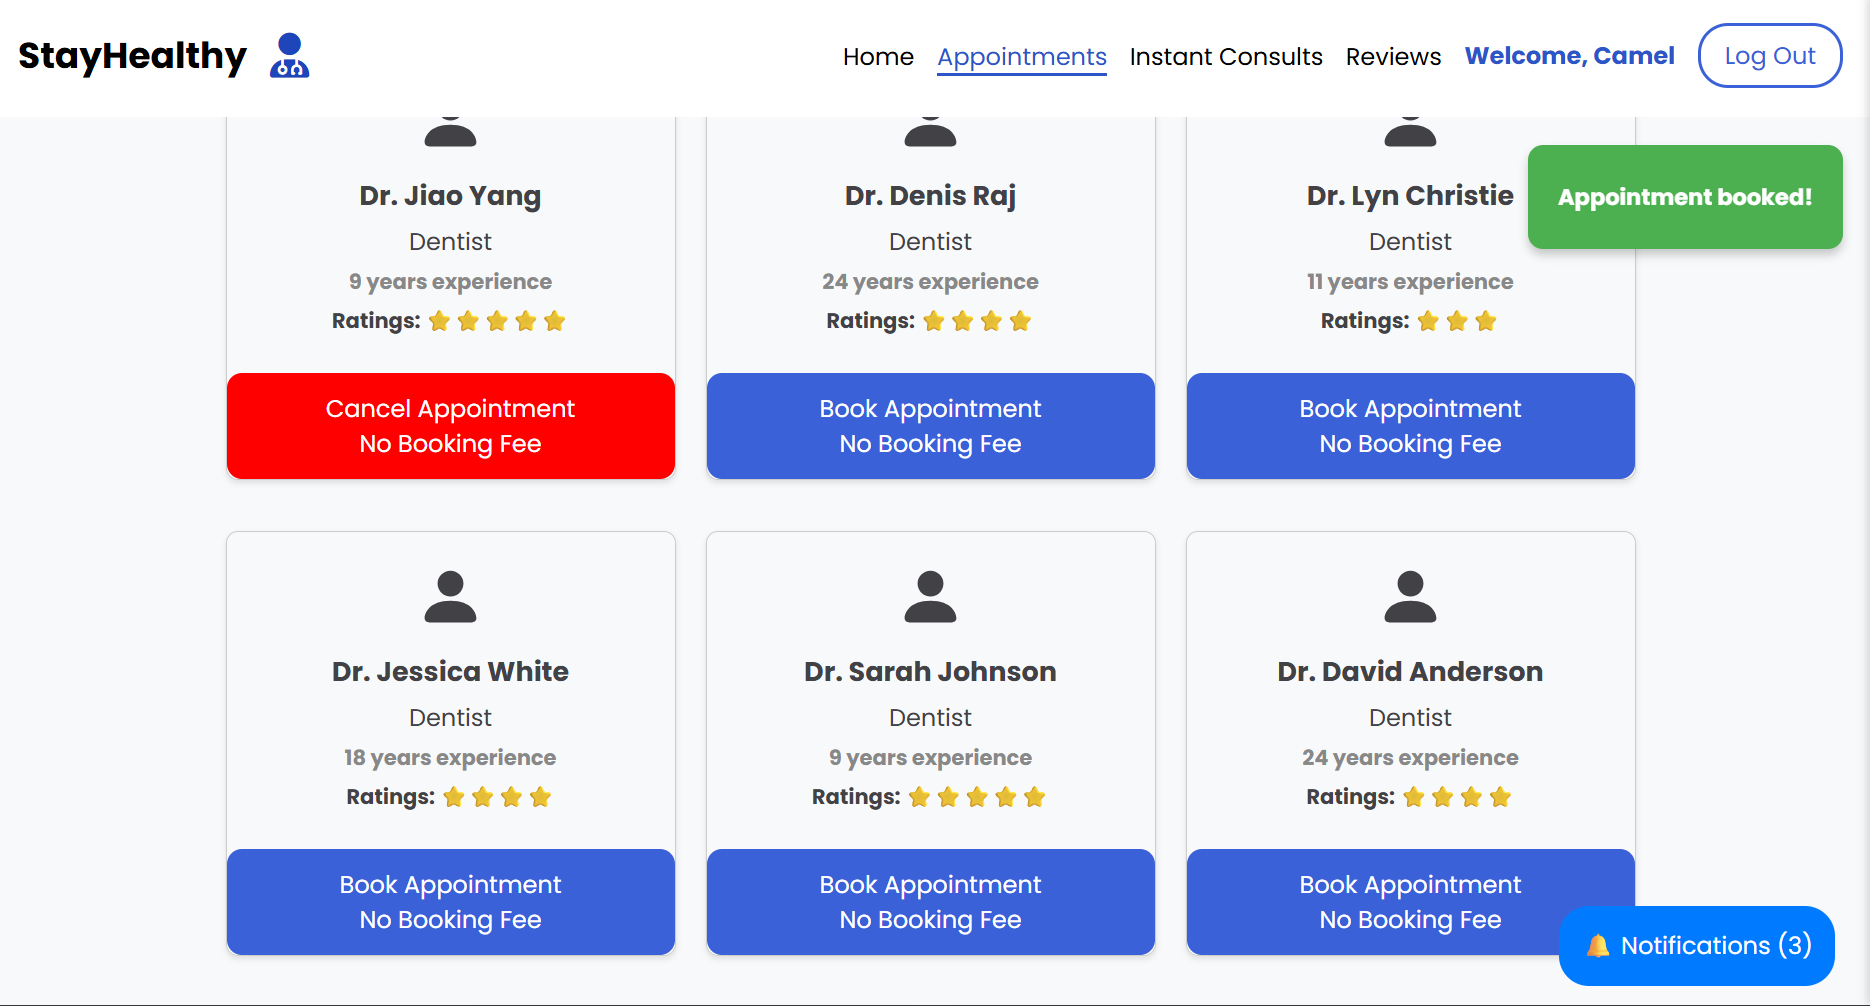 StayHealthy
Home Appointments Instant Consults Reviews Welcome, Camel Log Out
Appointment booked!
Dr. Jiao Yang
Dentist
9 years experience
Ratings:
Cancel Appointment
No Booking Fee
Dr. Denis Raj
Dentist
24 years experience
Ratings:
Book Appointment
No Booking Fee
Dr. Lyn Christie
Dentist
11 years experience
Ratings:
Book Appointment
No Booking Fee
Dr. Jessica White
Dentist
18 years experience
Ratings:
Book Appointment
No Booking Fee
Dr. Sarah Johnson
Dentist
9 years experience
Ratings:
Book Appointment
No Booking Fee
Dr. David Anderson
Dentist
24 years experience
Ratings:
Book Appointment
No Booking Fee
Notifications (3)